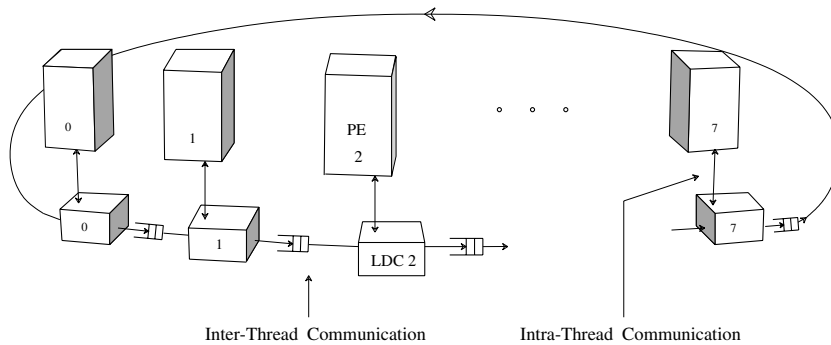 0
1
PE
2
7
0
1
LDC 2
7
Inter-Thread Communication
Intra-Thread Communication